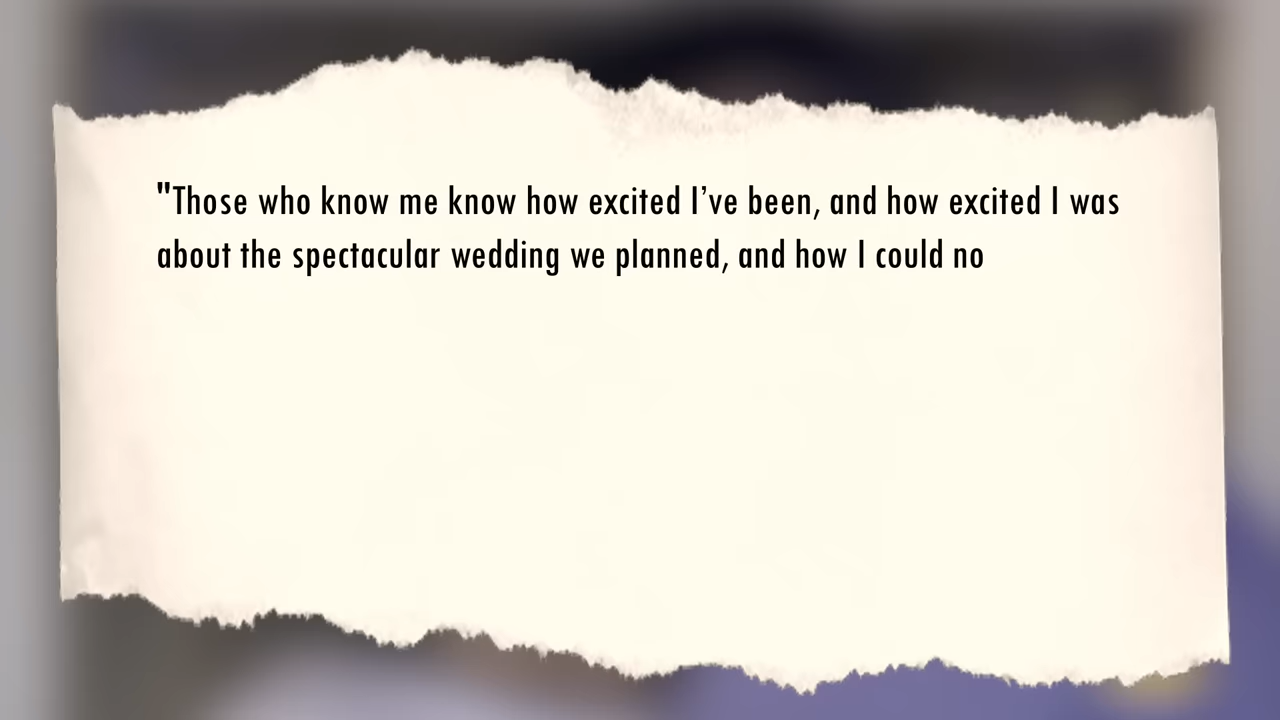 "Those who know me know how excited I’ve been, and how excited I was
about the spectacular wedding we planned, and how I could no